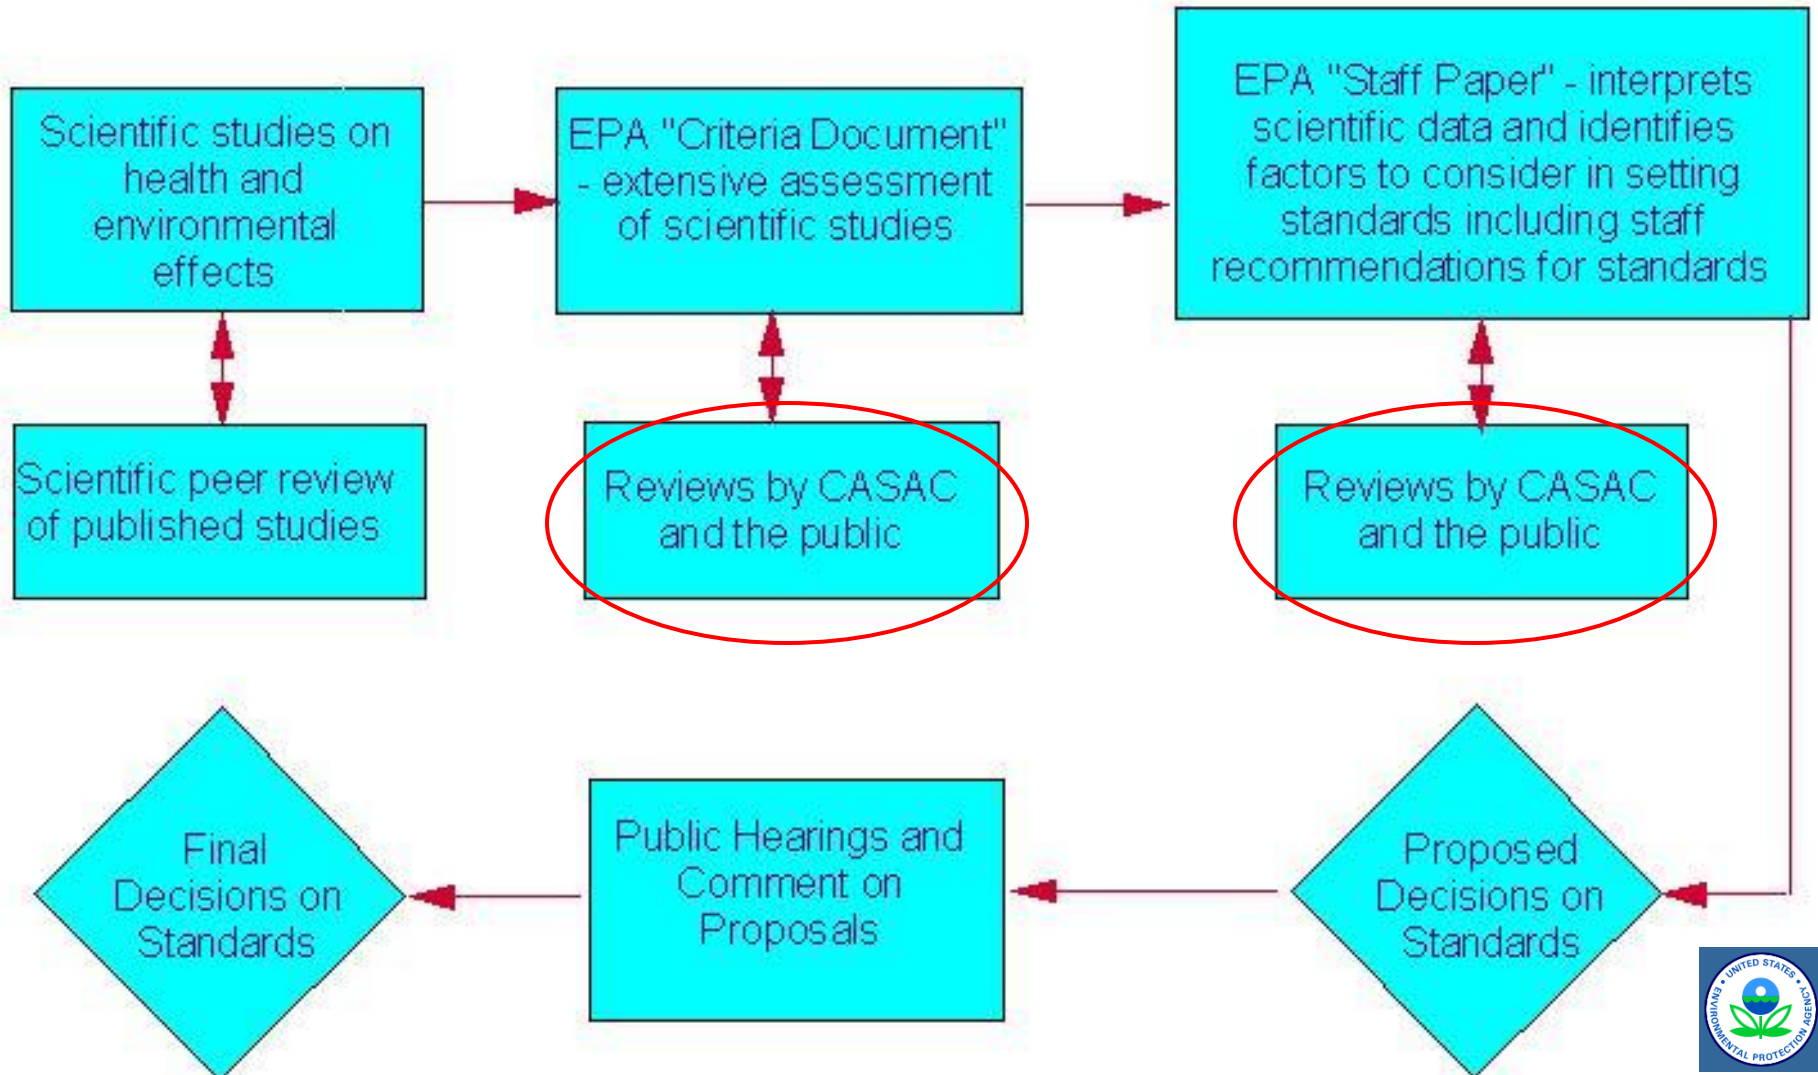 Scientific studies on
health and
environmental
effects
EPA "Criteria Document"
- extensive assessment
of scientific studies
EPA "Staff Paper" - interprets
scientific data and identifies
factors to consider in setting
standards including staff
recommendations for standards
Scientific peer review
of published studies
Reviews by CASAC
and the public
Reviews by CASAC
and the public
Final
Decisions on
Standards
Public Hearings and
Comment on
Proposals
Proposed
Decisions on
Standards
UNITED STATES
ENVIRONMENTAL PROTECTION AGENCY